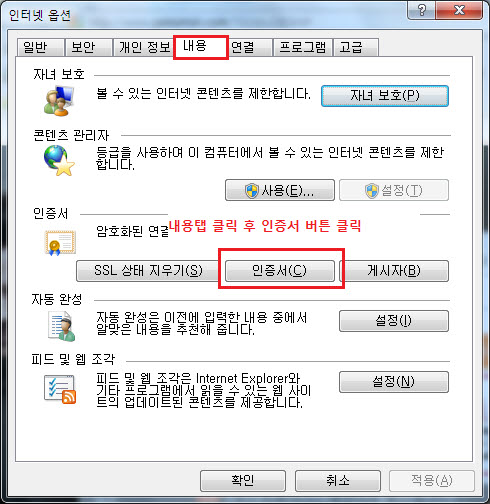 인터넷 옵션
일반 보안 개인 정보 내용 연결 프로그램 고급
자녀 보호
볼 수 있는 인터넷 콘텐츠를 제한합니다. 자녀 보호(P)
콘텐츠 관리자
등급을 사용하여 이 컴퓨터에서 볼 수 있는 인터넷 콘텐츠를 제한
합니다.
사용(E)... 설정(T)
인증서
암호화된 연결
내용탭 클릭 후 인증서 버튼 클릭
SSL 상태 지우기(S) 인증서(C) 게시자(B)
자동 완성
자동 완성은 이전에 입력한 내용 중에서 설정(I)
알맞은 내용을 추천해 줍니다.
피드 및 웹 조각
피드 및 웹 조각은 Internet Explorer와 설정(N)
기타 프로그램에서 읽을 수 있는 웹 사이
트의 업데이트된 콘텐츠를 제공합니다.
확인 취소 적용(A)